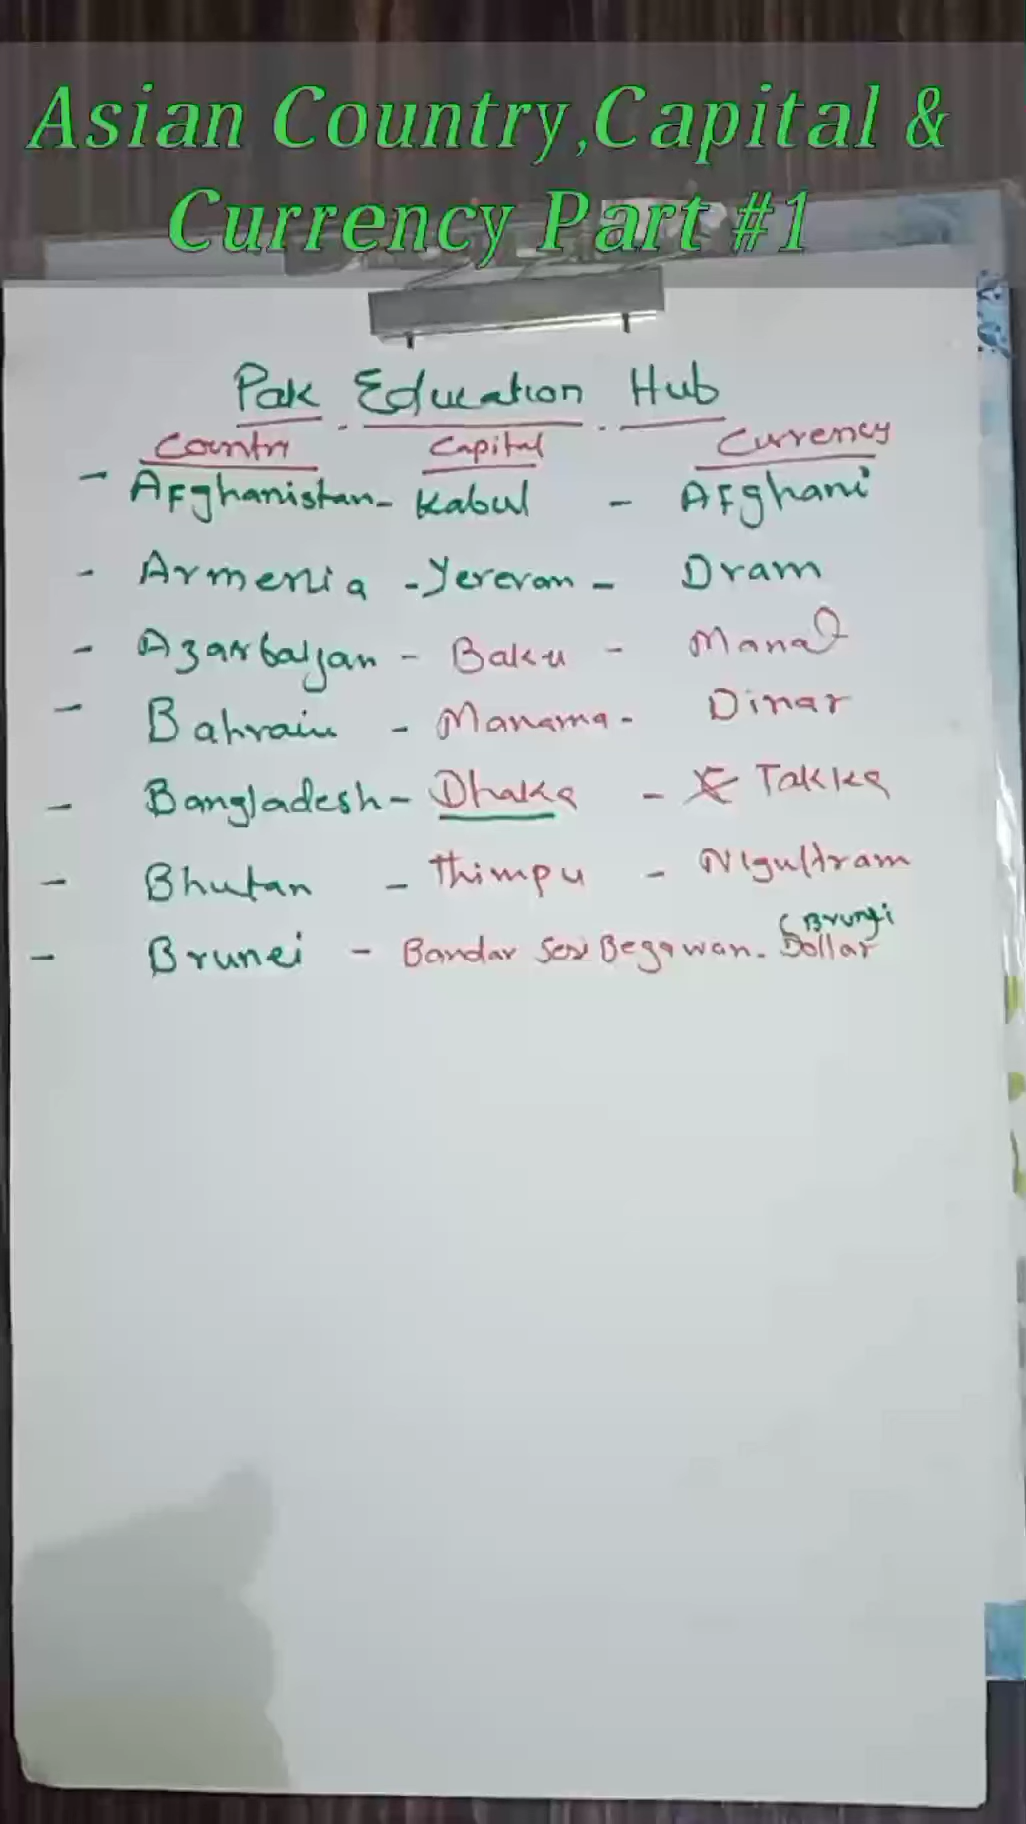 Asian Country,Capital &
Currency Part #1
Pak Education Hub
Country Capital Currency
- Afghanistan - Kabul - Afghani
- Armenia - Yerevan - Dram
- Azarbaijan - Baku - Manat
- Bahrain - Manama - Dinar
- Bangladesh - Dhaka - Takka
- Bhutan - Thimpu - Ngultram
- Brunei - Bandar Seri Begawan. Dollar